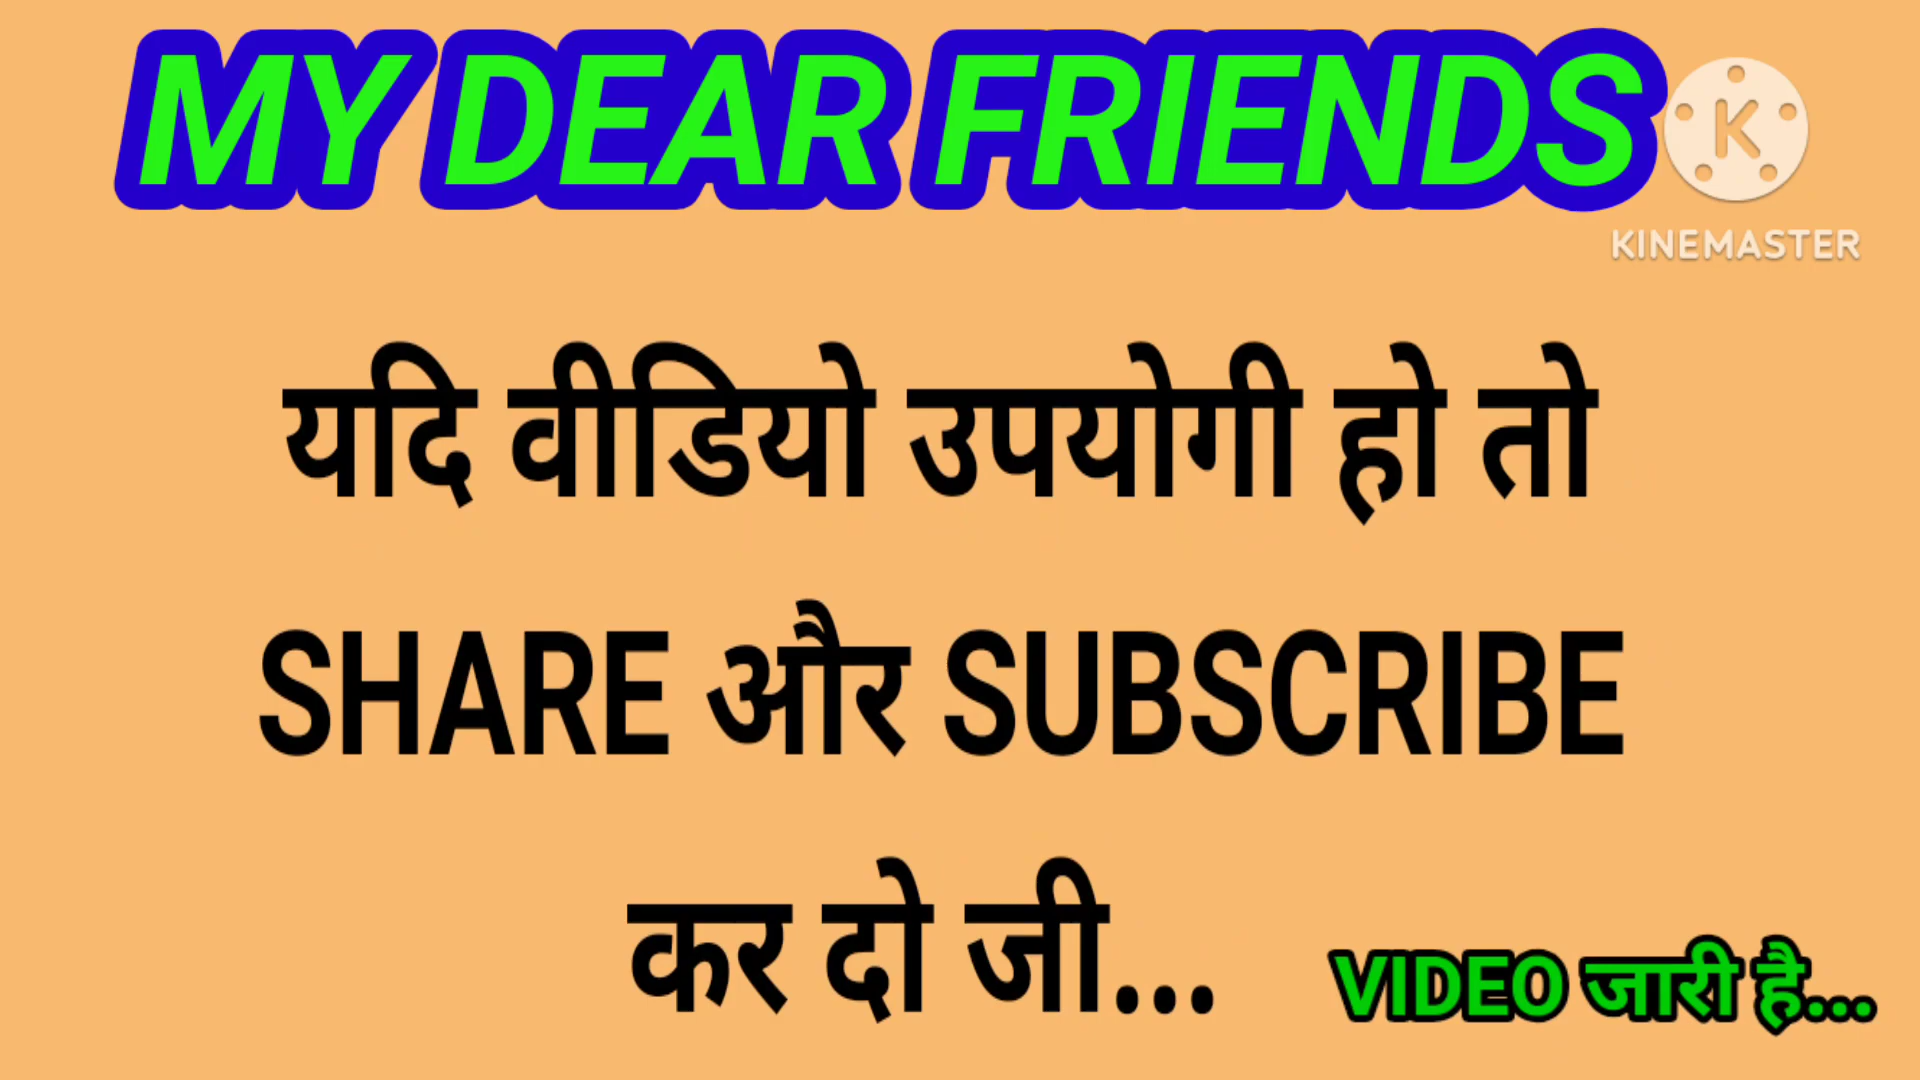 MY DEAR FRIENDS
K
KINEMASTER
यदि वीडियो उपयोगी हो तो
SHARE और SUBSCRIBE
कर दो जी...
VIDEO जारी है...